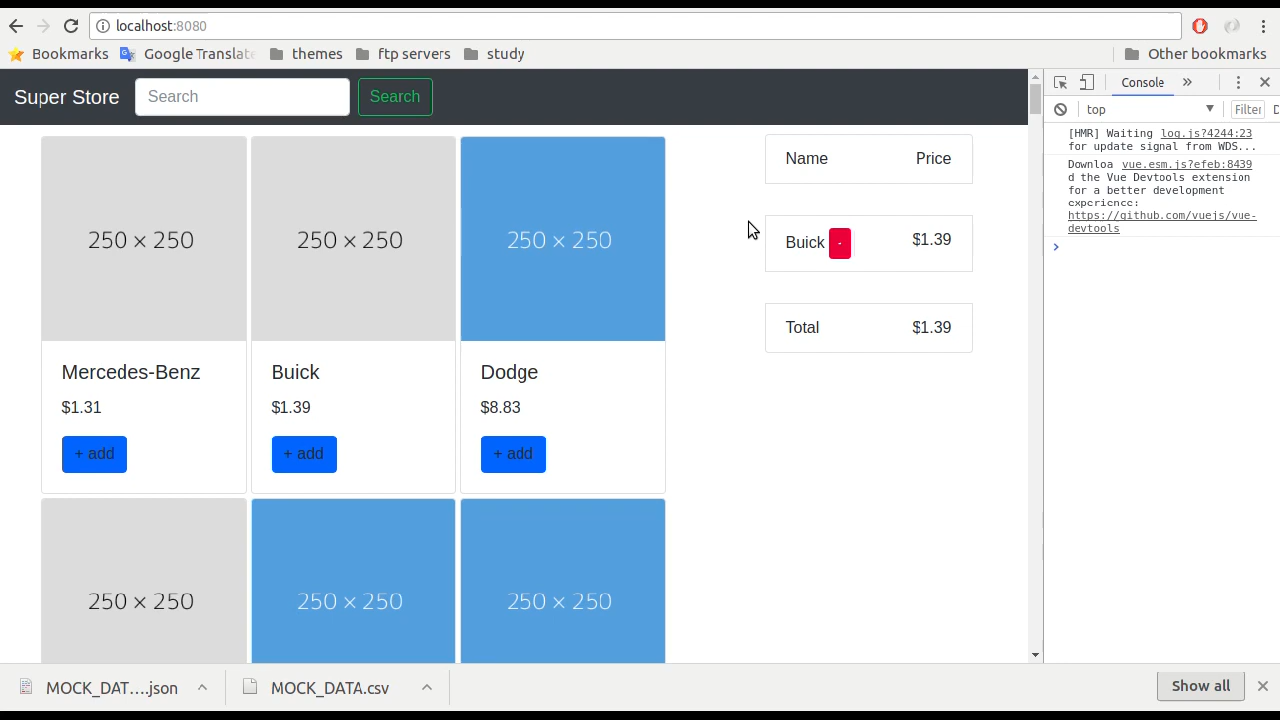 localhost:8080
Bookmarks Google Translate themes ftp servers study Other bookmarks
Super Store Search Search
Console »
top Filter D
[HMR] Waiting log.js?4244:23
for update signal from WDS...
Downloa vue.esm.js?efeb:8439
d the Vue Devtools extension
for a better development
experience:
https://github.com/vuejs/vue-
devtools
250 × 250 250 × 250 250 × 250
Mercedes-Benz Buick Dodge
$1.31 $1.39 $8.83
+ add + add + add
250 × 250 250 × 250 250 × 250
Name Price
Buick - $1.39
Total $1.39
MOCK_DAT....json MOCK_DATA.csv Show all